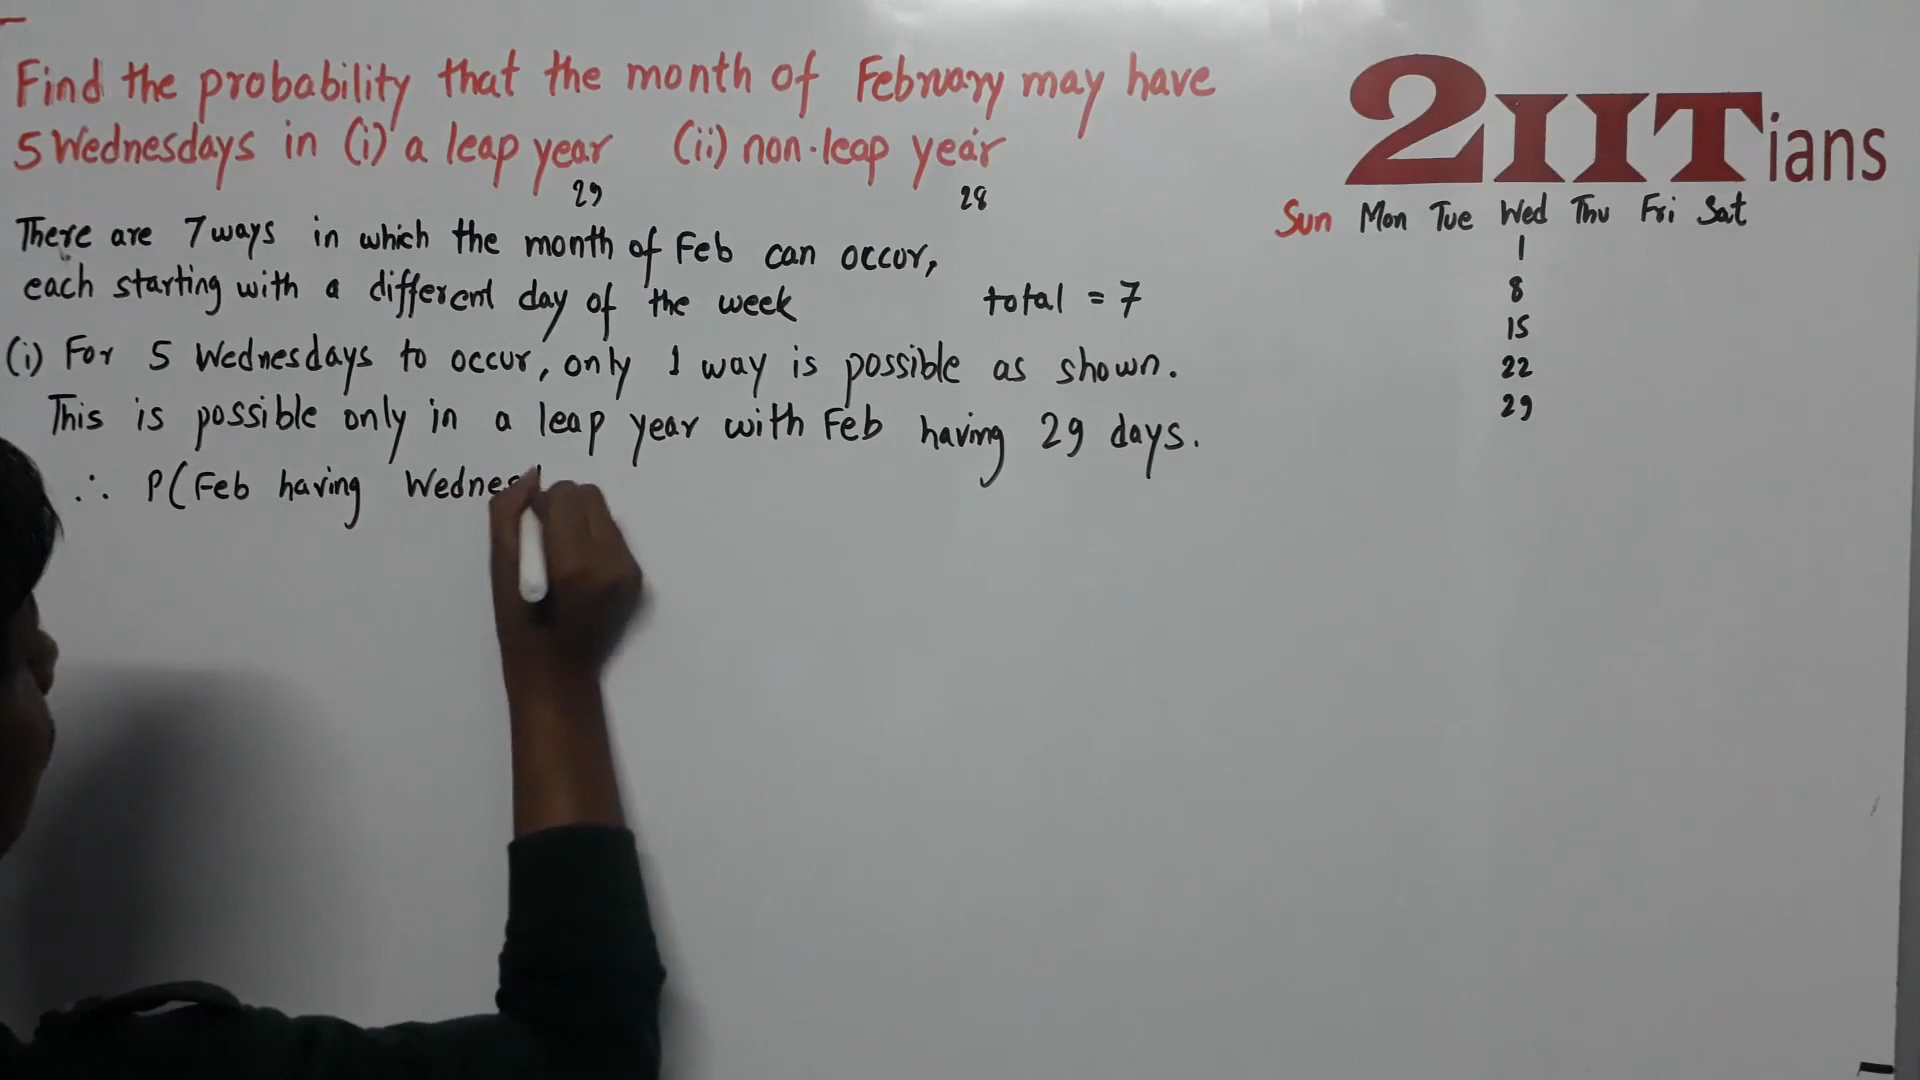 Find the probability that the month of February may have
5 Wednesdays in (i) a leap year (ii) non-leap year
29 28
There are 7 ways in which the month of Feb can occur,
each starting with a different day of the week total = 7
(i) For 5 Wednesdays to occur, only 1 way is possible as shown.
This is possible only in a leap year with Feb having 29 days.
∴ P(Feb having
2IITians
Sun Mon Tue Wed Thu Fri Sat
1
8
15
22
29